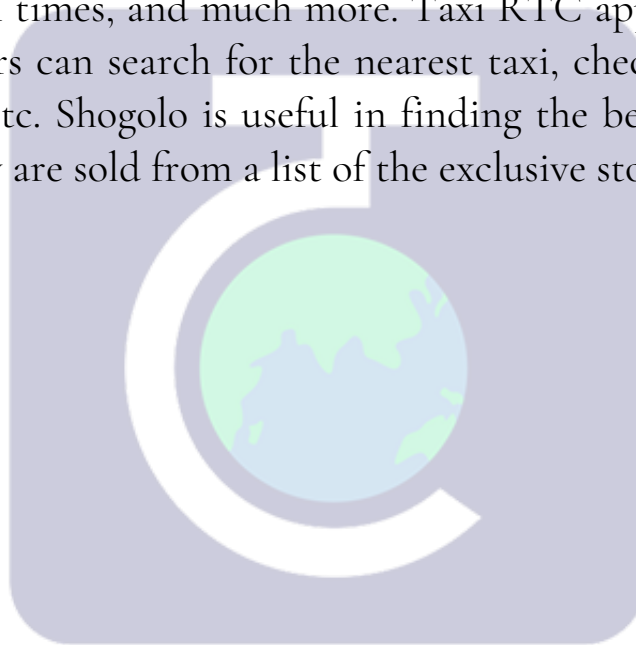 times, and much more. Taxi RTC
can search for the nearest taxi,
Shogolo is useful in finding the
are sold from a list of the exclusive